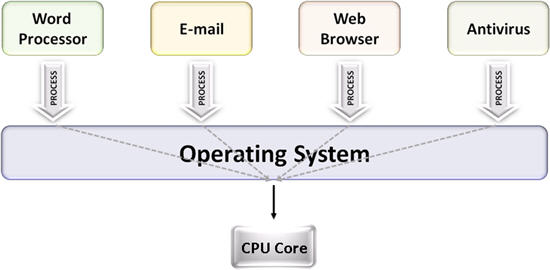 Word
Processor
E-mail
Web
Browser
Antivirus
PROCESS
PROCESS
PROCESS
PROCESS
Operating System
CPU Core